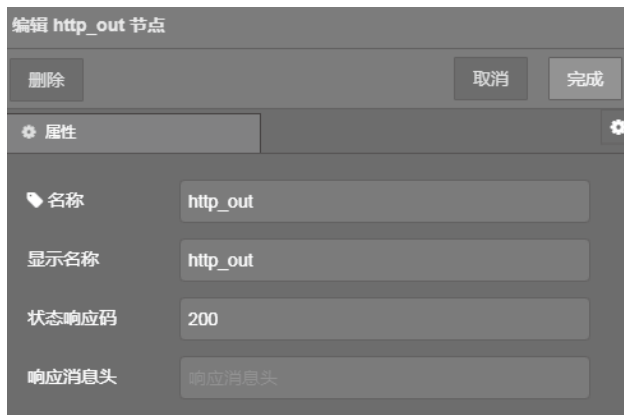 编辑 http_out 节点
删除 取消 完成
属性
名称 http_out
显示名称 http_out
状态响应码 200
响应消息头 响应消息头